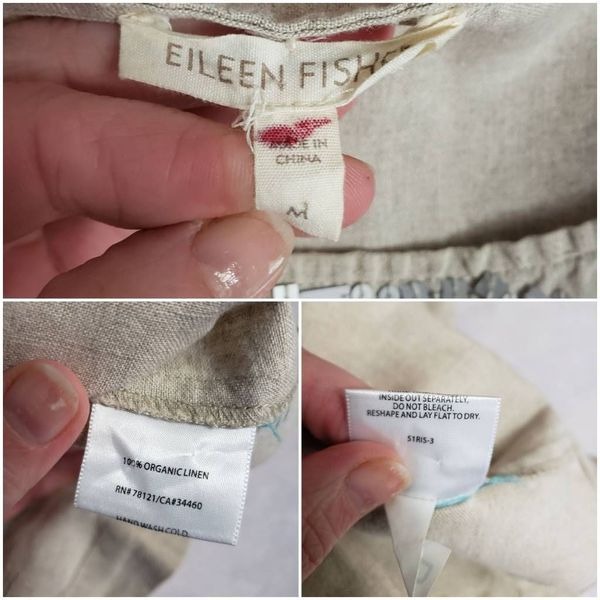 EILEEN FISHE
MADE IN
CHINA
M
100% ORGANIC LINEN
RN# 78121/CA#34460
HAND WASH COLD
INSIDE OUT SEPARATELY,
DO NOT BLEACH.
RESHAPE AND LAY FLAT TO DRY.
S1RIS-3